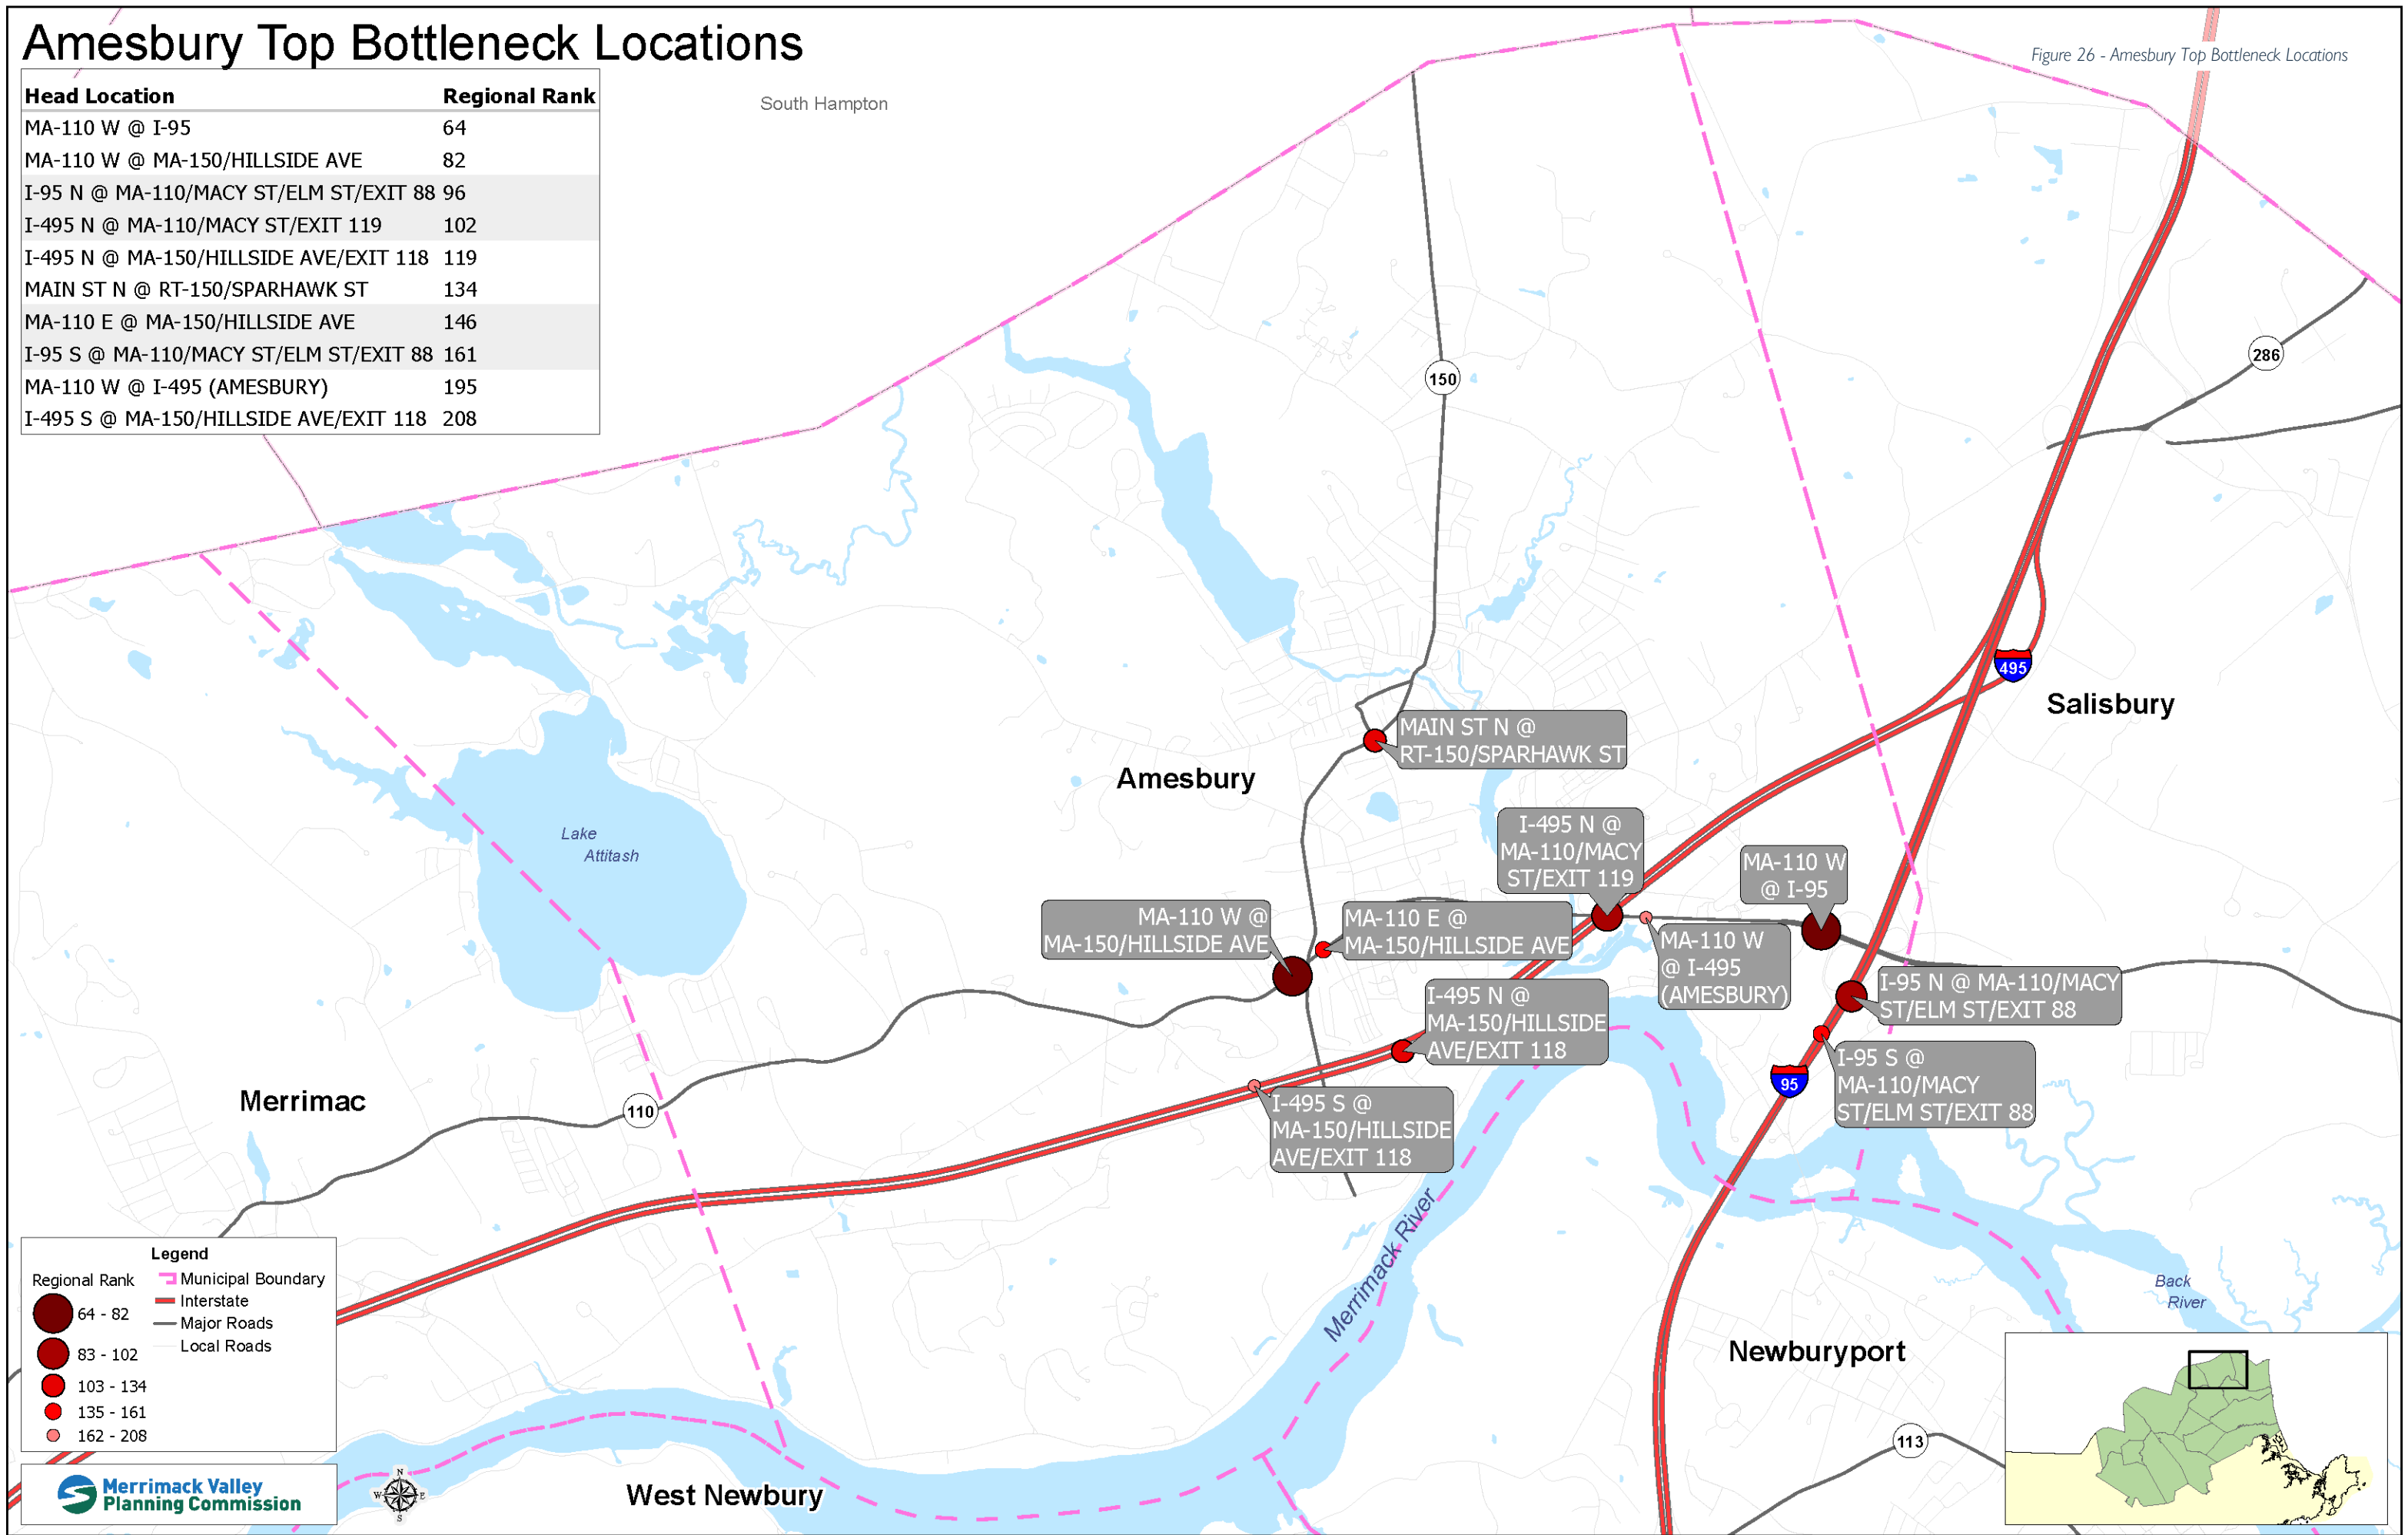 Amesbury Top Bottleneck Locations
Figure 26 - Amesbury Top Bottleneck Locations
Head Location Regional Rank
MA-110 W @ I-95 64
MA-110 W @ MA-150/HILLSIDE AVE 82
I-95 N @ MA-110/MACY ST/ELM ST/EXIT 88 96
I-495 N @ MA-110/MACY ST/EXIT 119 102
I-495 N @ MA-150/HILLSIDE AVE/EXIT 118 119
MAIN ST N @ RT-150/SPARHAWK ST 134
MA-110 E @ MA-150/HILLSIDE AVE 146
I-95 S @ MA-110/MACY ST/ELM ST/EXIT 88 161
MA-110 W @ I-495 (AMESBURY) 195
I-495 S @ MA-150/HILLSIDE AVE/EXIT 118 208
South Hampton
286
150
495
Salisbury
MAIN ST N @
RT-150/SPARHAWK ST
Amesbury
Lake
Attitash
I-495 N @
MA-110/MACY
ST/EXIT 119
MA-110 W
@ I-95
MA-110 W @
MA-150/HILLSIDE AVE
MA-110 E @
MA-150/HILLSIDE AVE
MA-110 W
@ I-495
(AMESBURY)
I-95 N @ MA-110/MACY
ST/ELM ST/EXIT 88
I-495 N @
MA-150/HILLSIDE
AVE/EXIT 118
I-95 S @
MA-110/MACY
ST/ELM ST/EXIT 88
95
Merrimac
110
I-495 S @
MA-150/HILLSIDE
AVE/EXIT 118
Merrimack River
Back
River
Newburyport
113
West Newbury
Legend
Regional Rank
64 - 82
83 - 102
103 - 134
135 - 161
162 - 208
Municipal Boundary
Interstate
Major Roads
Local Roads
Merrimack Valley
Planning Commission
N
W E
S